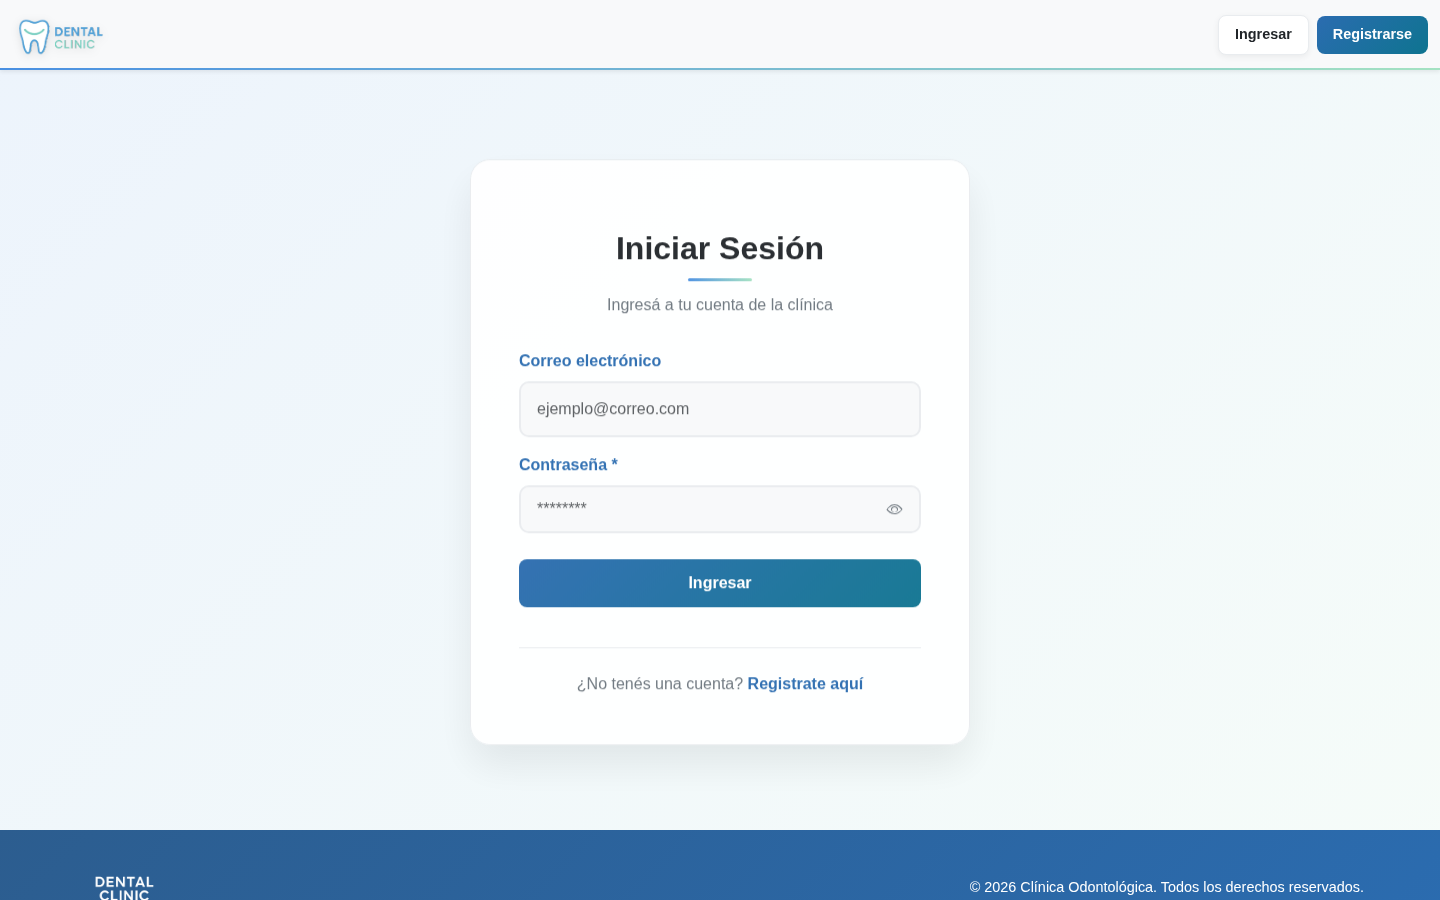 DENTAL
CLINIC
Ingresar
Registrarse
Iniciar Sesión
Ingresá a tu cuenta de la clínica
Correo electrónico
ejemplo@correo.com
Contraseña *
********
Ingresar
¿No tenés una cuenta? Registrate aquí
DENTAL
CLINIC
© 2026 Clínica Odontológica. Todos los derechos reservados.